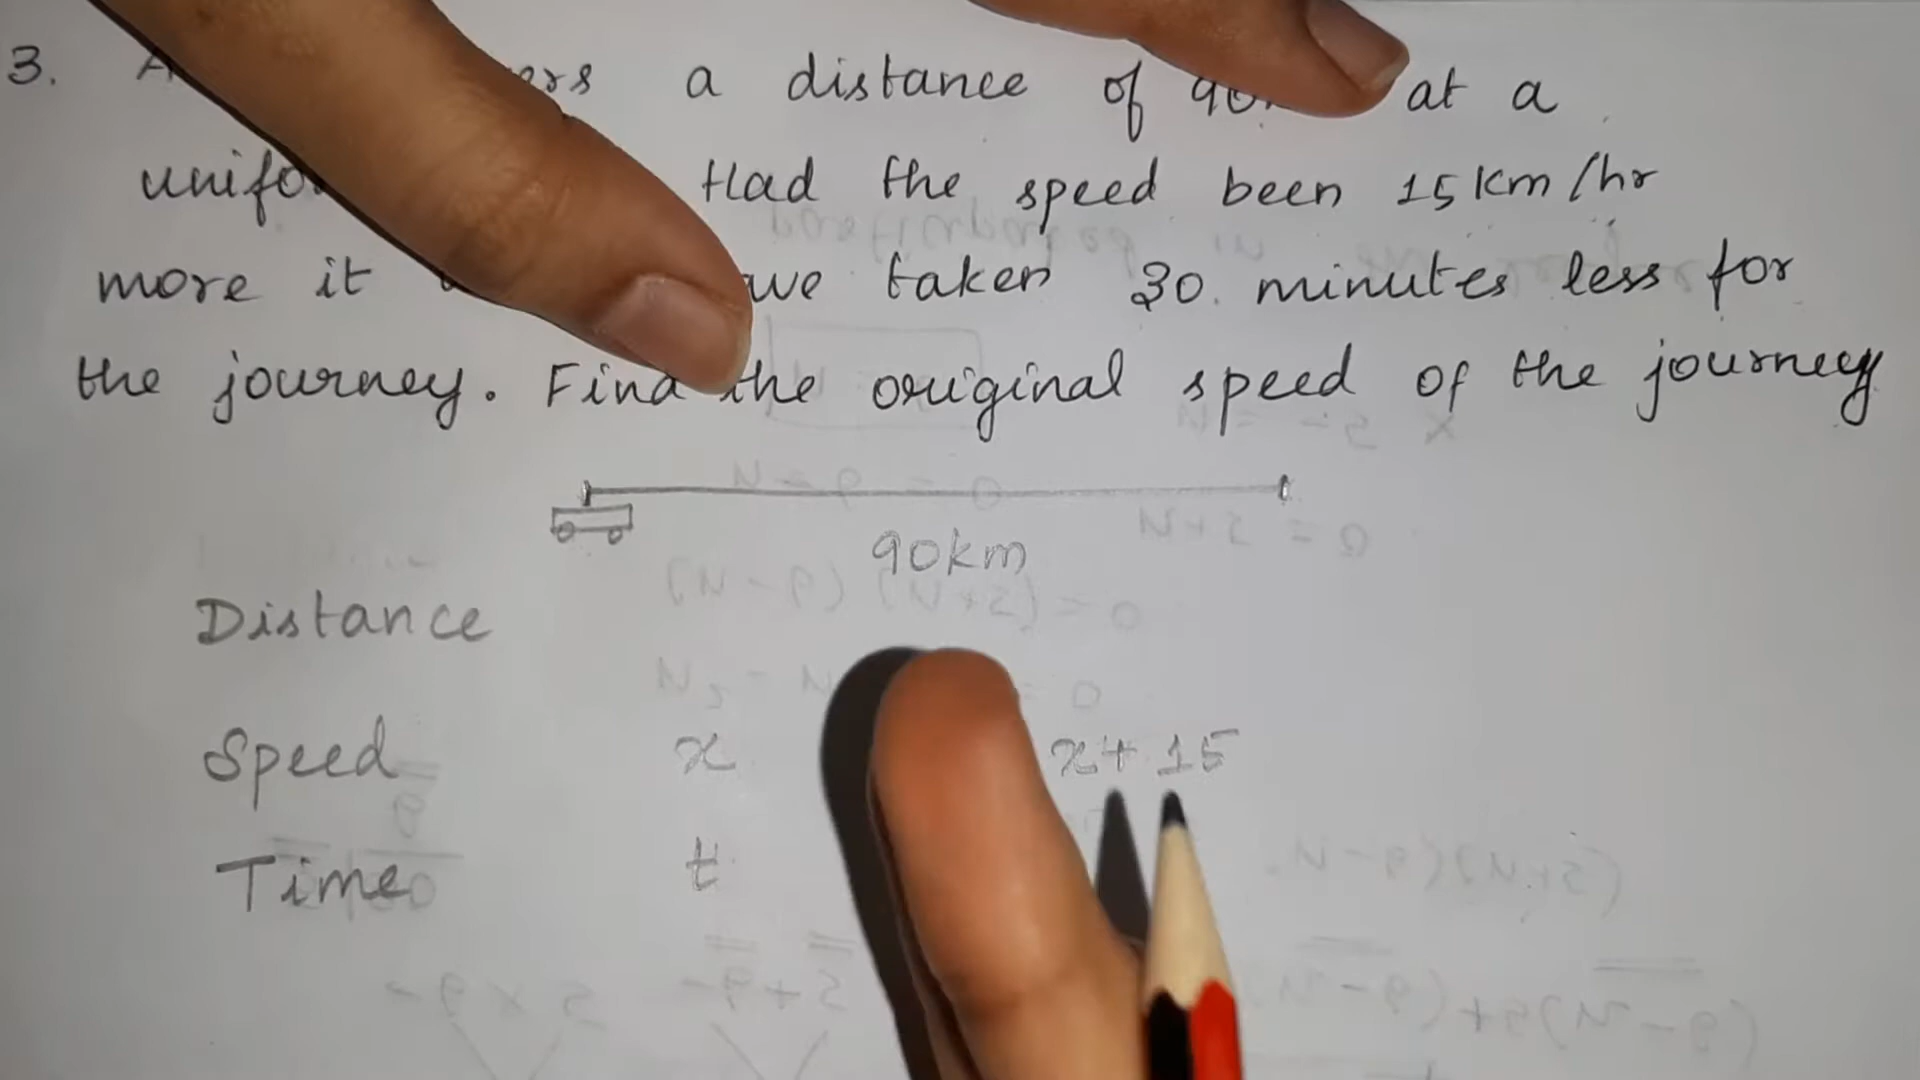 3. a distance of at a
Had the speed been 15 km/hr
more it taken 30 minutes less for
the journey. Find the original speed of the journey
90km
Distance
Speed x x+15
Time t